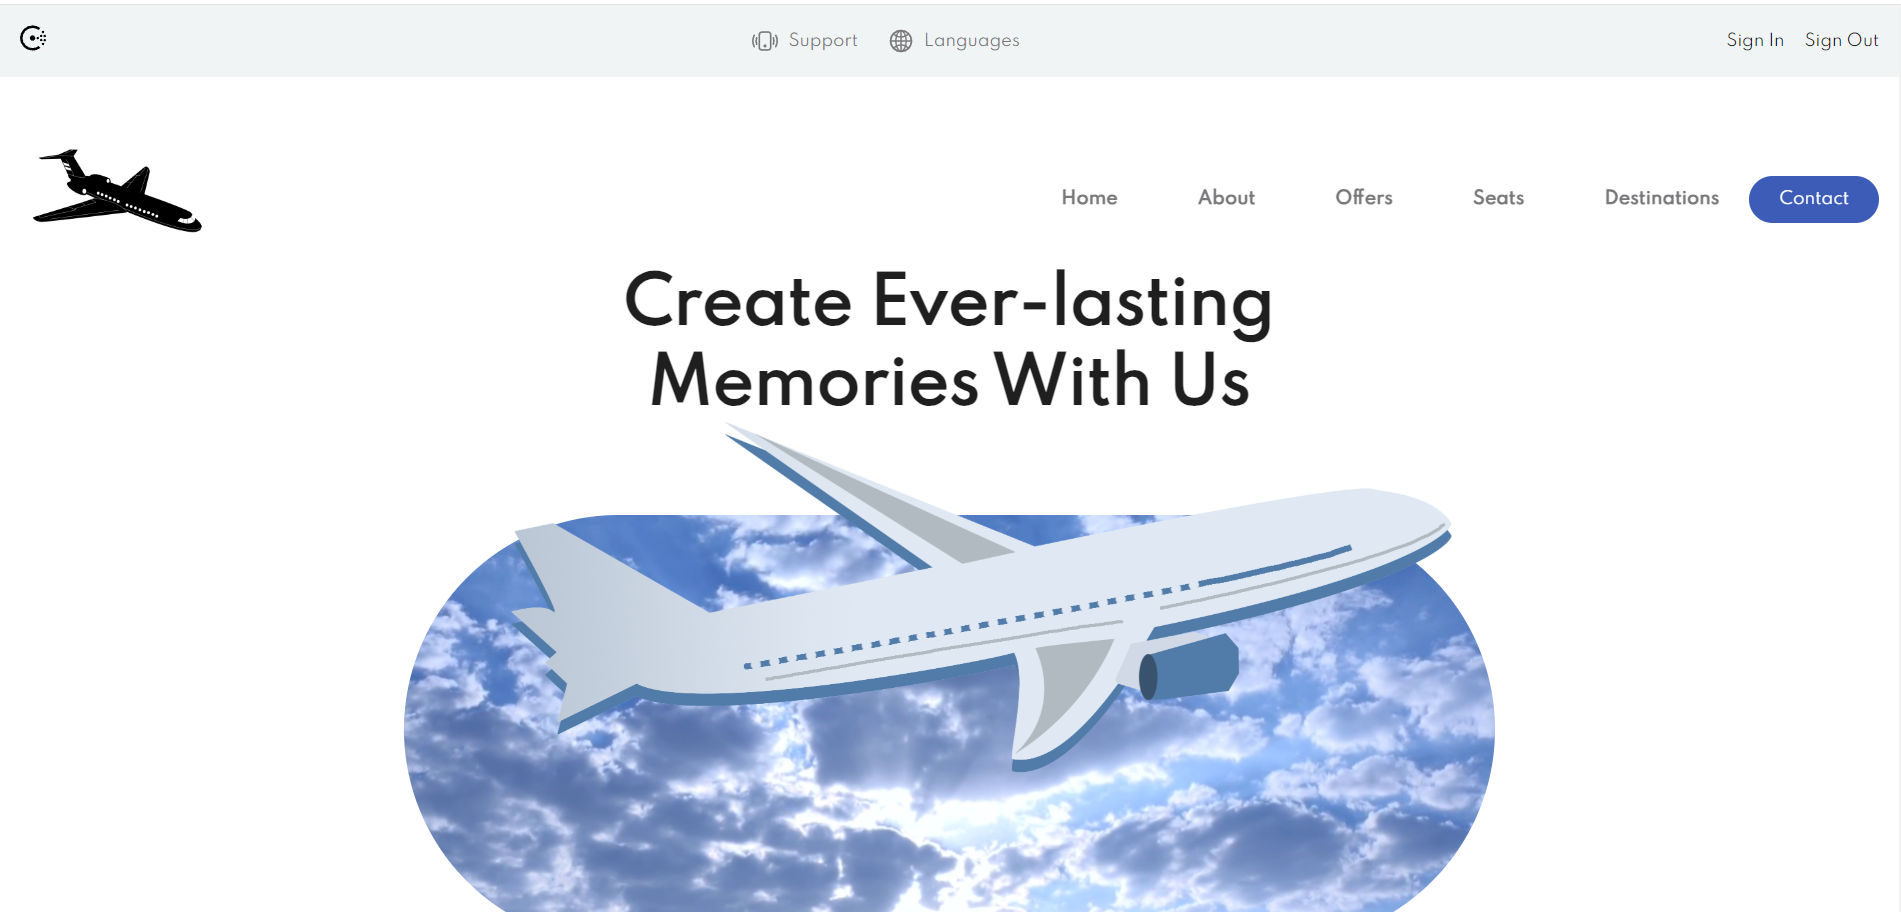 Support Languages Sign In Sign Out
Home About Offers Seats Destinations Contact
Create Ever-lasting
Memories With Us